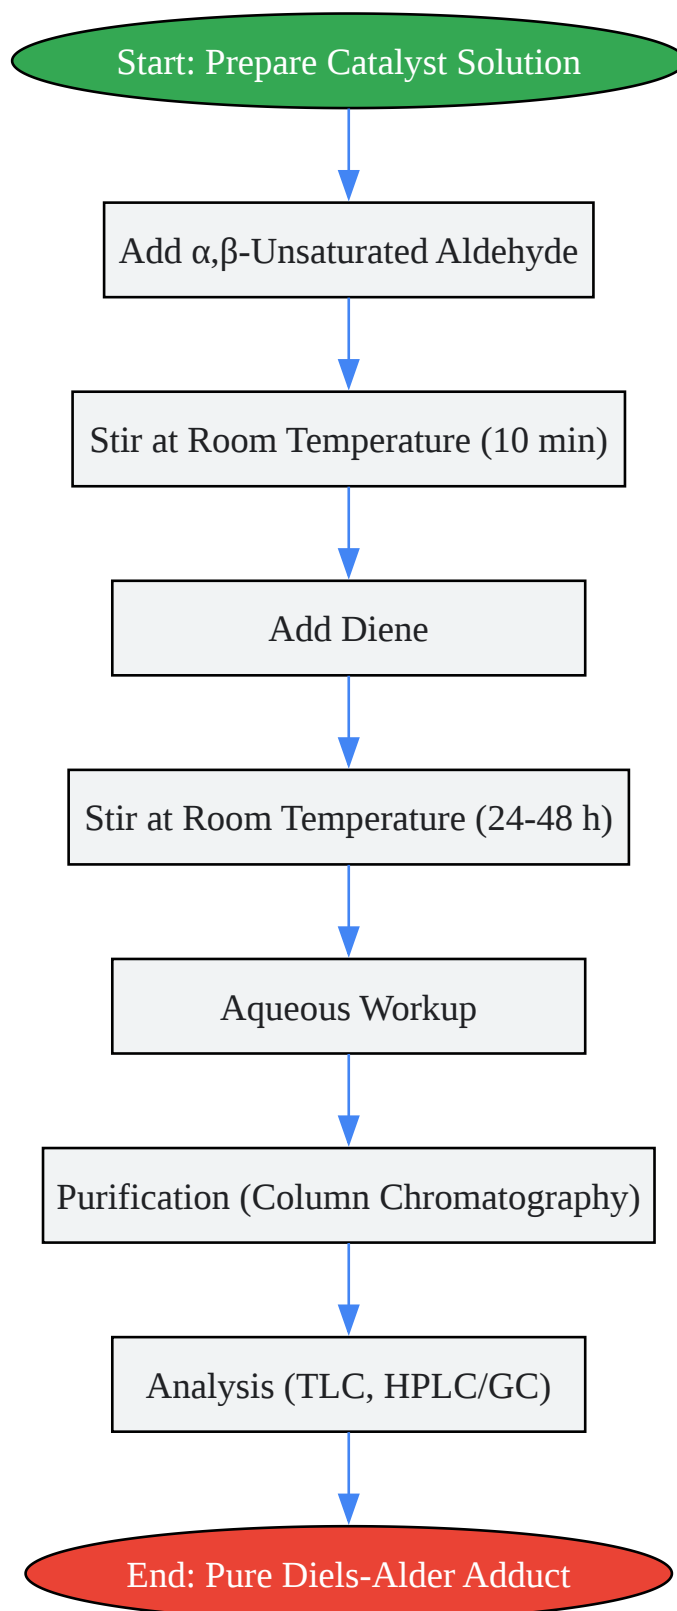 Start: Prepare Catalyst Solution
Add α,β-Unsaturated Aldehyde
Stir at Room Temperature (10 min)
Add Diene
Stir at Room Temperature (24-48 h)
Aqueous Workup
Purification (Column Chromatography)
Analysis (TLC, HPLC/GC)
End: Pure Diels-Alder Adduct